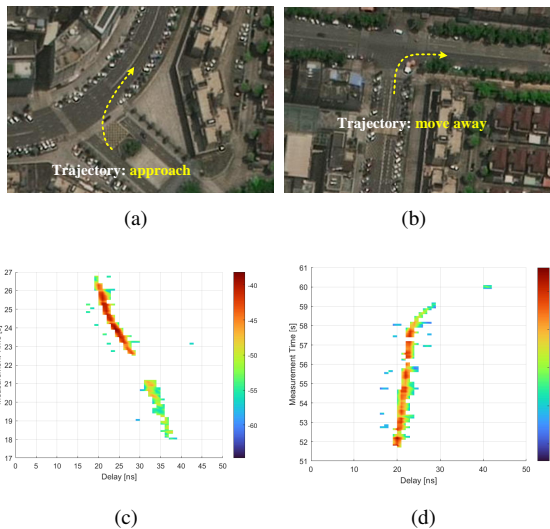 Trajectory: approach
Trajectory: move away
(a)
(b)
27
26
25
24
23
22
21
20
19
18
17
0 5 10 15 20 25 30 35 40 45 50
Delay [ns]
-40
-45
-50
-55
-60
61
60
59
58
57
56
55
54
53
52
51
Measurement Time [s]
0 10 20 30 40 50
Delay [ns]
(c)
(d)